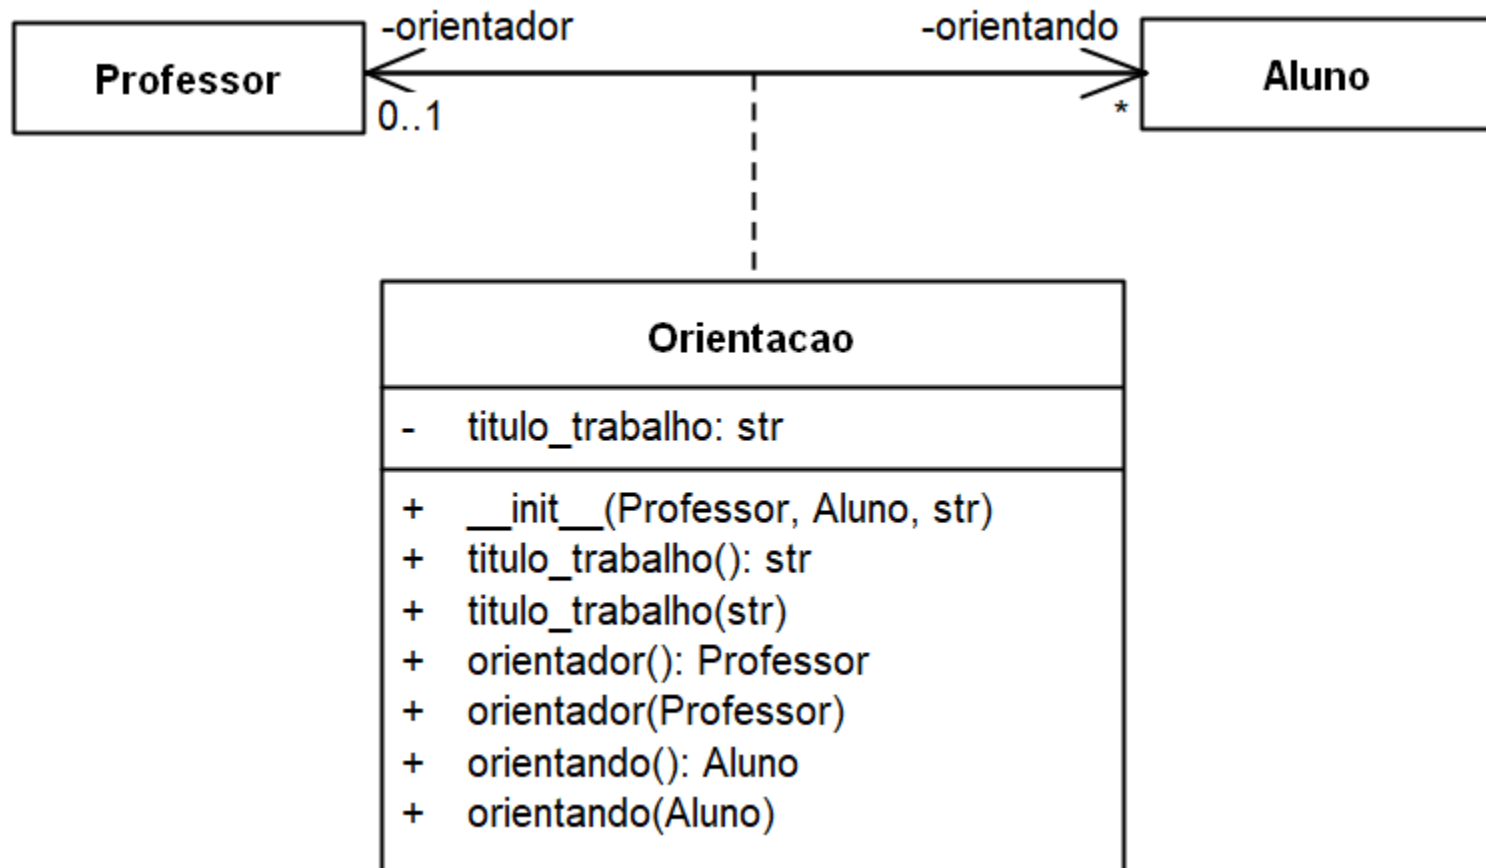 -orientador
-orientando
Professor
Aluno
0..1
*
Orientacao
- titulo_trabalho: str
+ __init__(Professor, Aluno, str)
+ titulo_trabalho(): str
+ titulo_trabalho(str)
+ orientador(): Professor
+ orientador(Professor)
+ orientando(): Aluno
+ orientando(Aluno)